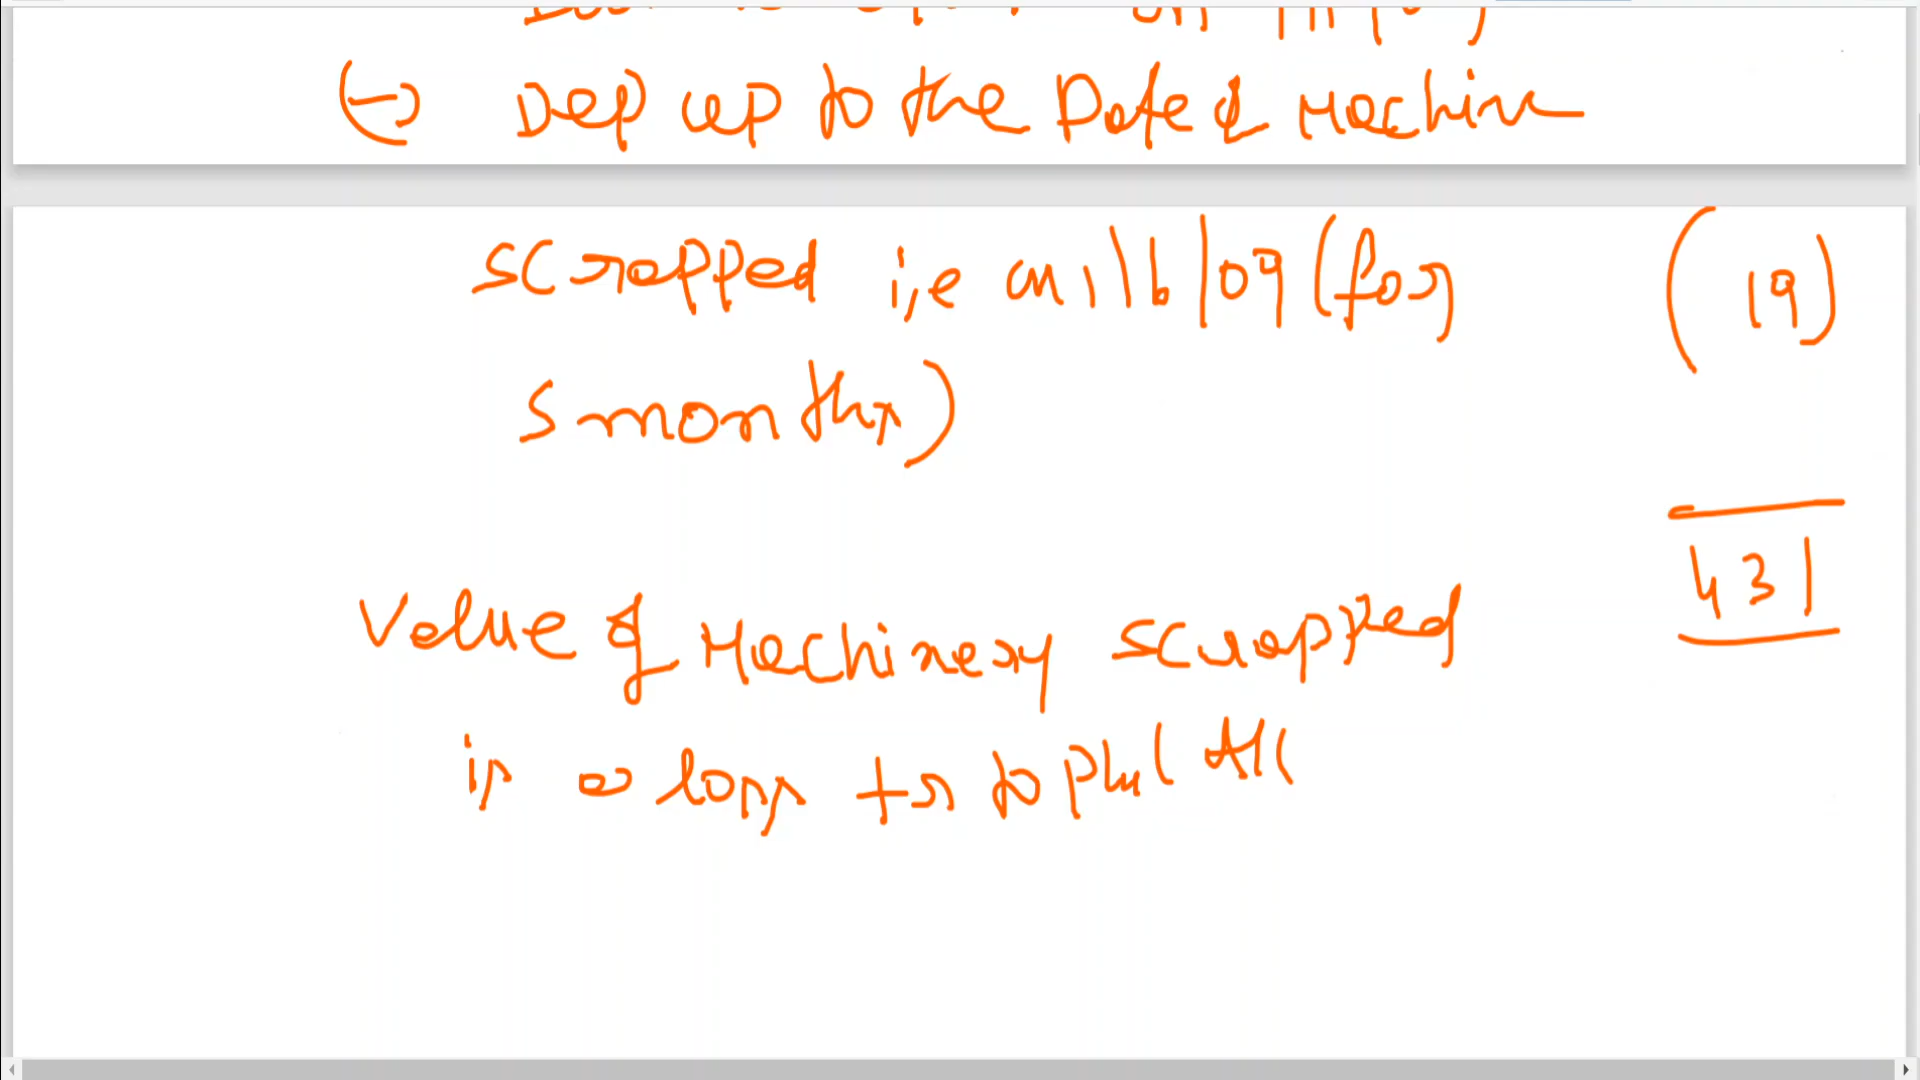 (-) Dep up to the Date of Machine
scrapped i,e on 1/6/09 (for (19)
5 months)
431
Value of Machinery scrapped
is a loss tr to P&L A/c